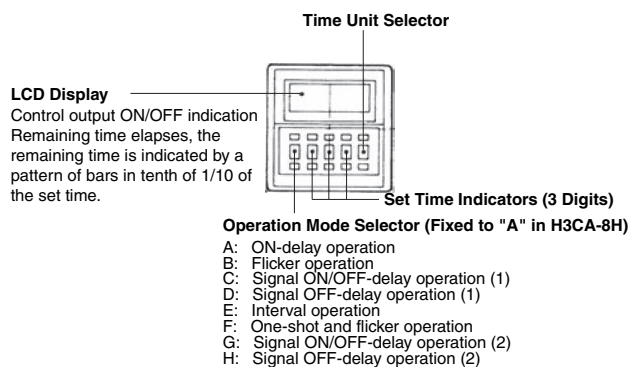 Time Unit Selector
LCD Display
Control output ON/OFF indication
Remaining time elapses, the
remaining time is indicated by a
pattern of bars in tenth of 1/10 of
the set time.
Set Time Indicators (3 Digits)
Operation Mode Selector (Fixed to "A" in H3CA-8H)
A: ON-delay operation
B: Flicker operation
C: Signal ON/OFF-delay operation (1)
D: Signal OFF-delay operation (1)
E: Interval operation
F: One-shot and flicker operation
G: Signal ON/OFF-delay operation (2)
H: Signal OFF-delay operation (2)